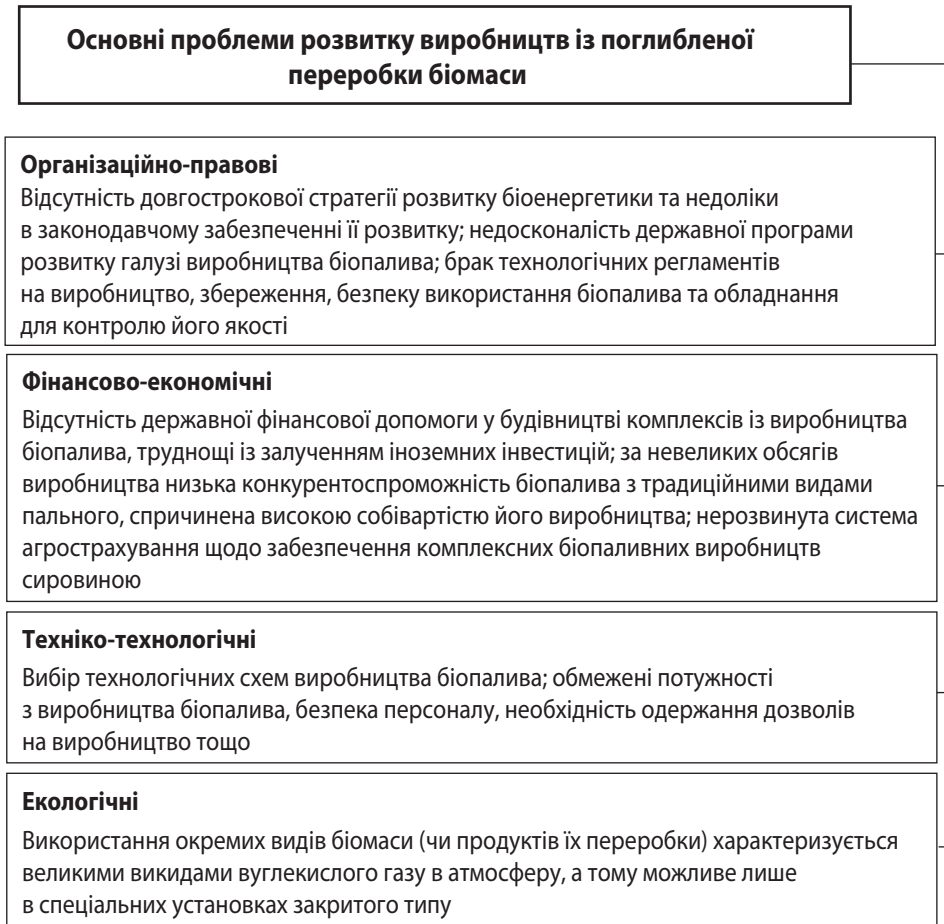 Основні проблеми розвитку виробництв із поглибленої
переробки біомаси
Організаційно-правові
Відсутність довгострокової стратегії розвитку біоенергетики та недоліки
в законодавчому забезпеченні її розвитку; недосконалість державної програми
розвитку галузі виробництва біопалива; брак технологічних регламентів
на виробництво, збереження, безпеку використання біопалива та обладнання
для контролю його якості
Фінансово-економічні
Відсутність державної фінансової допомоги у будівництві комплексів із виробництва
біопалива, труднощі із залученням іноземних інвестицій; за невеликих обсягів
виробництва низька конкурентоспроможність біопалива з традиційними видами
пального, спричинена високою собівартістю його виробництва; нерозвинута система
агрострахування щодо забезпечення комплексних біопаливних виробництв
сировиною
Техніко-технологічні
Вибір технологічних схем виробництва біопалива; обмежені потужності
з виробництва біопалива, безпека персоналу, необхідність одержання дозволів
на виробництво тощо
Екологічні
Використання окремих видів біомаси (чи продуктів їх переробки) характеризується
великими викидами вуглекислого газу в атмосферу, а тому можливе лише
в спеціальних установках закритого типу